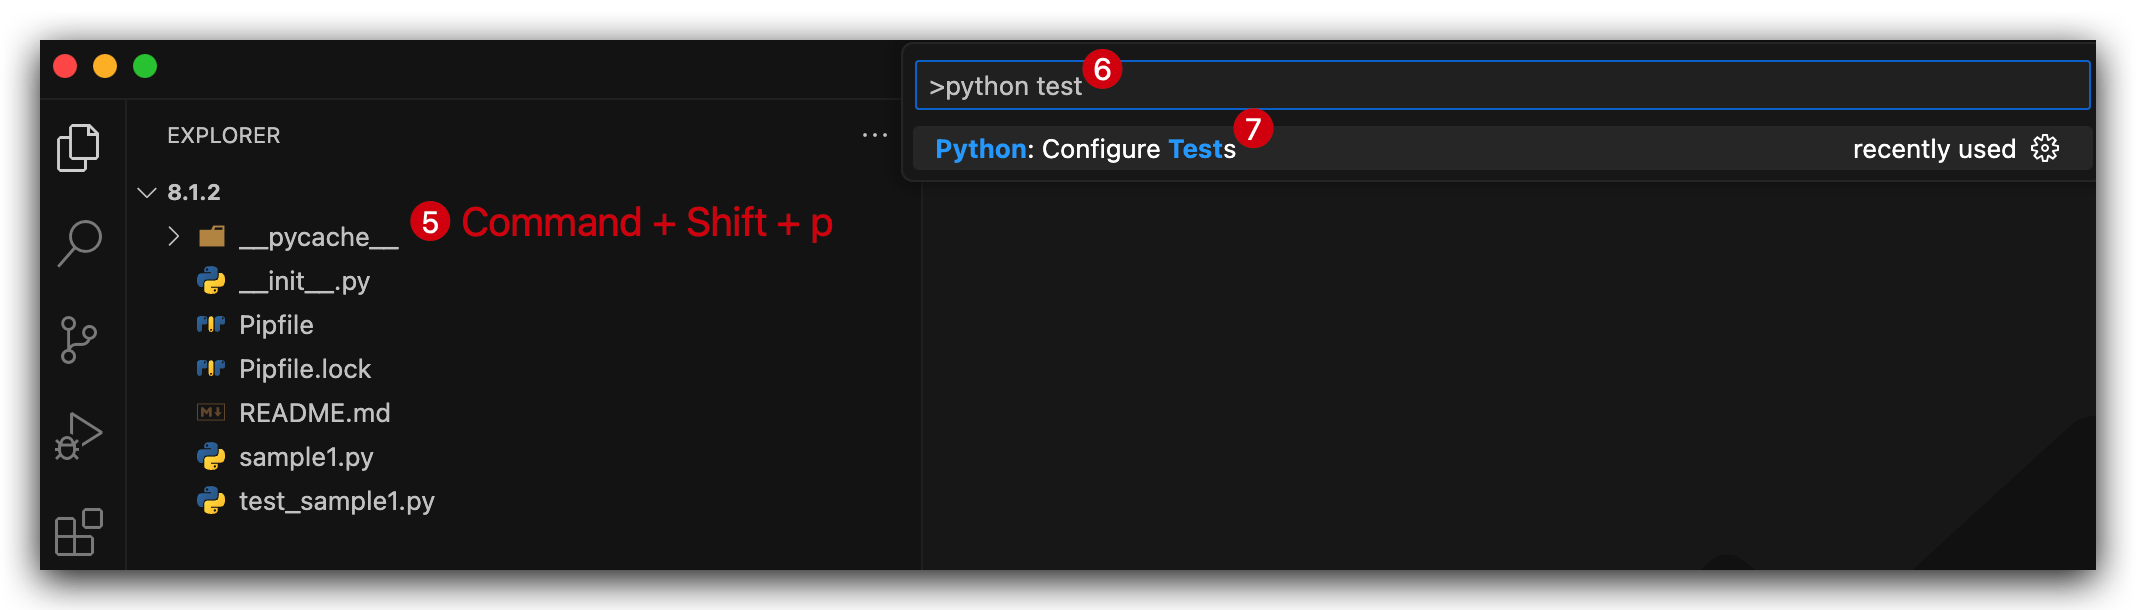 >python test 6
Python: Configure Tests 7 recently used
EXPLORER ...
8.1.2
__pycache__ 5 Command + Shift + p
__init__.py
Pipfile
Pipfile.lock
M↓ README.md
sample1.py
test_sample1.py